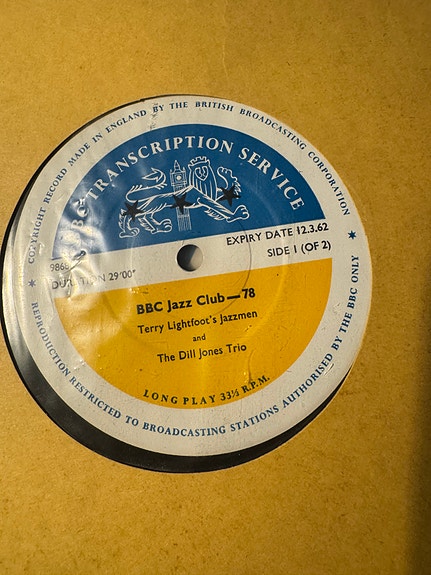 COPYRIGHT RECORD MADE IN ENGLAND BY THE BRITISH BROADCASTING CORPORATION
TRANSCRIPTION SERVICE
EXPIRY DATE 12.3.62
SIDE 1 (OF 2)
DURATION 29'00"
BBC Jazz Club—78
Terry Lightfoot's Jazzmen
and
The Dill Jones Trio
LONG PLAY 33⅓ R.P.M.
REPRODUCTION RESTRICTED TO BROADCASTING STATIONS AUTHORISED BY THE BBC ONLY